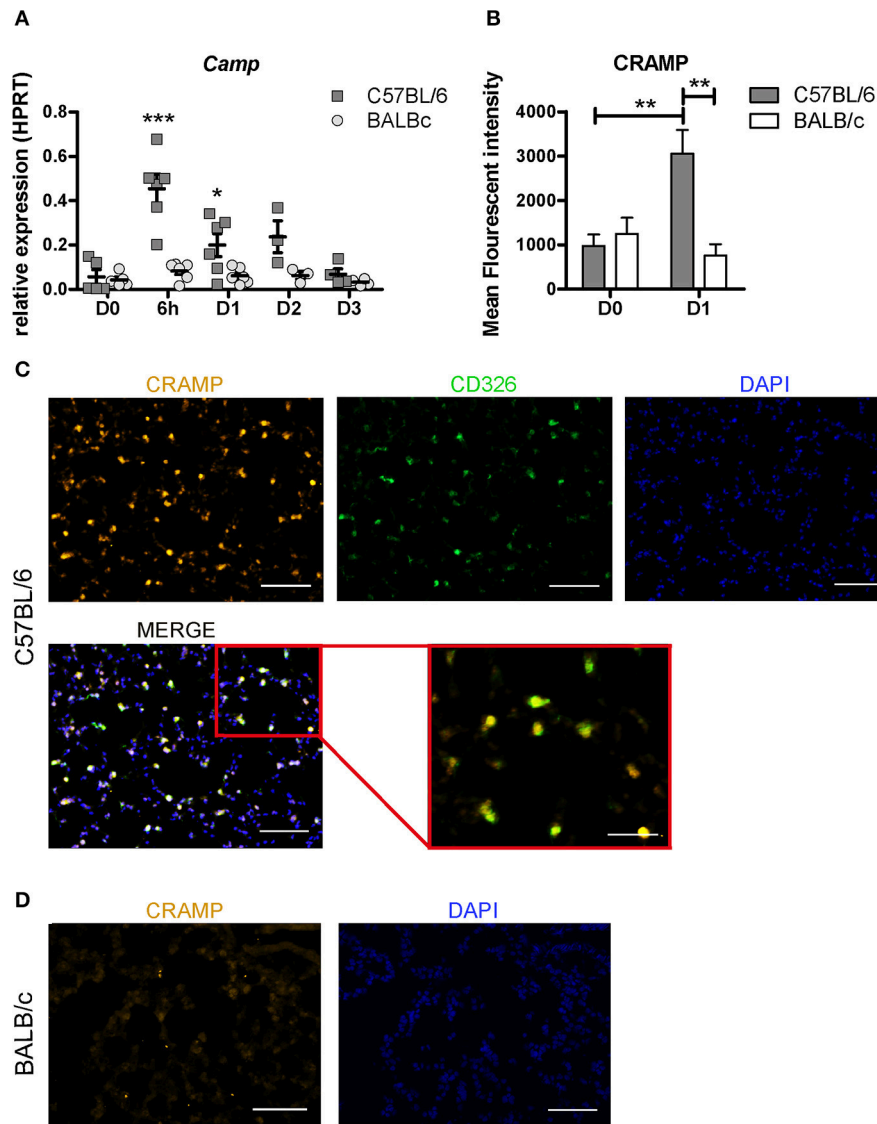 A
Camp
relative expression (HPRT)
C57BL/6
BALBc
0.8
0.6
0.4
0.2
0.0
***
*
D0 6h D1 D2 D3
B
CRAMP
Mean Flourescent intensity
C57BL/6
BALB/c
4000
3000
2000
1000
0
**
**
D0 D1
C
CRAMP CD326 DAPI
C57BL/6
MERGE
D
CRAMP DAPI
BALB/c